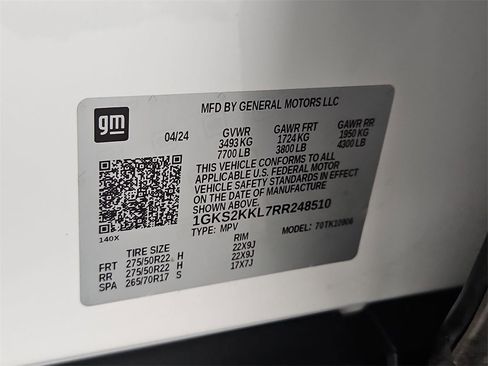 gm
MFD BY GENERAL MOTORS LLC
04/24 GVWR GAWR FRT GAWR RR
3493 KG 1724 KG 1950 KG
7700 LB 3800 LB 4300 LB
THIS VEHICLE CONFORMS TO ALL
APPLICABLE U.S. FEDERAL MOTOR
VEHICLE SAFETY STANDARDS IN EFFECT
ON THE DATE OF MANUFACTURE
SHOWN ABOVE.
1GKS2KKL7RR248510
TYPE: MPV MODEL: 70TK10906
140X
TIRE SIZE RIM
FRT 275/50R22 H 22X9J
RR 275/50R22 H 22X9J
SPA 265/70R17 S 17X7J